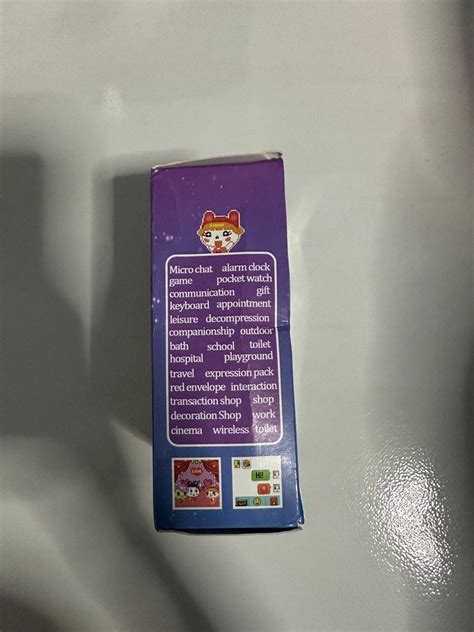 Micro chat alarm clock
game pocket watch
communication gift
keyboard appointment
leisure decompression
companionship outdoor
bath school toilet
hospital playground
travel expression pack
red envelope interaction
transaction shop shop
decoration Shop work
cinema wireless toilet
Hi!